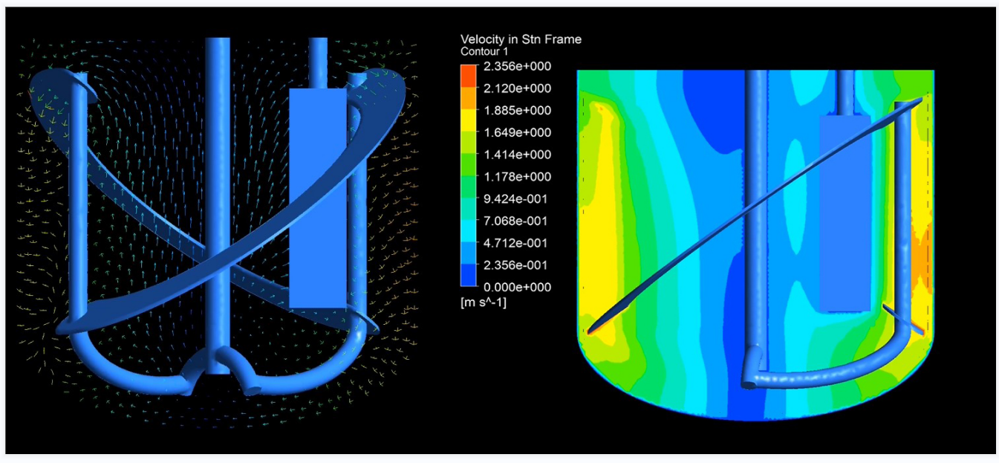 Velocity in Stn Frame
Contour 1
2.356e+000
2.120e+000
1.885e+000
1.649e+000
1.414e+000
1.178e+000
9.424e-001
7.068e-001
4.712e-001
2.356e-001
0.000e+000
[m s^-1]